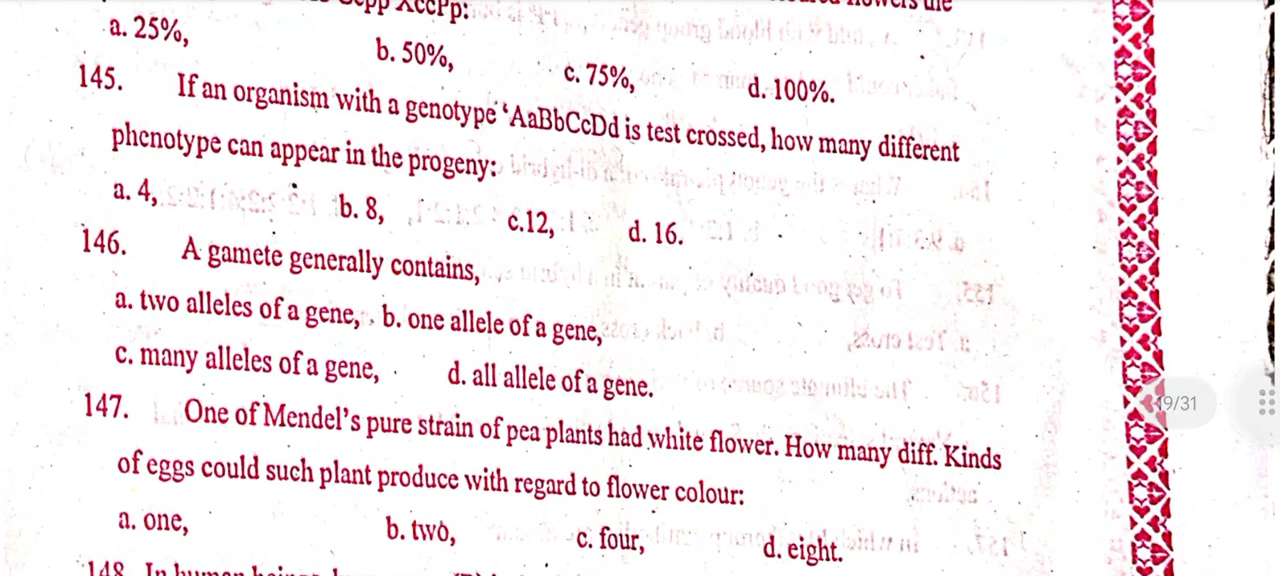 a. 25%, b. 50%, c. 75%, d. 100%.
145. If an organism with a genotype ‘AaBbCcDd is test crossed, how many different
phenotype can appear in the progeny:
a. 4, b. 8, c.12, d. 16.
146. A gamete generally contains,
a. two alleles of a gene, b. one allele of a gene,
c. many alleles of a gene, d. all allele of a gene.
147. One of Mendel's pure strain of pea plants had white flower. How many diff. Kinds
19/31
of eggs could such plant produce with regard to flower colour:
a. one, b. two, c. four, d. eight.
148. In human beings